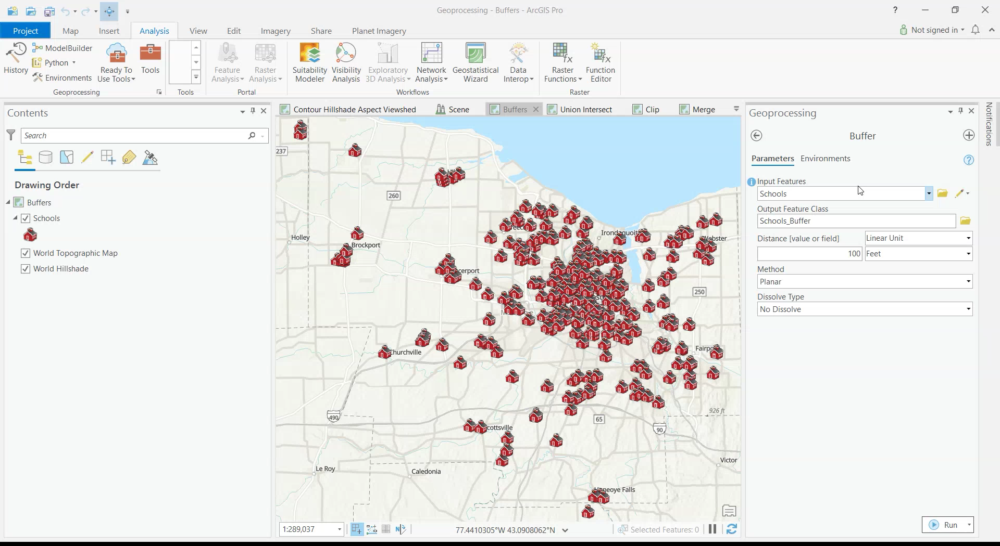 Geoprocessing - Buffers - ArcGIS Pro
?
Project
Map
Insert
Analysis
View
Edit
Imagery
Share
Planet Imagery
Not signed in
History
ModelBuilder
Python
Environments
Ready To
Use Tools
Tools
Feature
Analysis
Raster
Analysis
Suitability
Modeler
Visibility
Analysis
Exploratory
3D Analysis
Network
Analysis
Geostatistical
Wizard
Data
Interop
Raster
Functions
Function
Editor
Geoprocessing
Tools
Portal
Workflows
Raster
Contents
Search
Drawing Order
Buffers
Schools
World Topographic Map
World Hillshade
Contour Hillshade Aspect Viewshed
Scene
Buffers
Union Intersect
Clip
Merge
237
260
Holley
Brockport
Irondequoit
250
Churchville
490
926 ft
65
90
Le Roy
Caledonia
Victor
1:289,037
77.4410305°W 43.0908062°N
Selected Features: 0
Geoprocessing
Buffer
Parameters
Environments
Input Features
Schools
Output Feature Class
Schools_Buffer
Distance [value or field]
Linear Unit
100
Feet
Method
Planar
Dissolve Type
No Dissolve
Run
Notifications